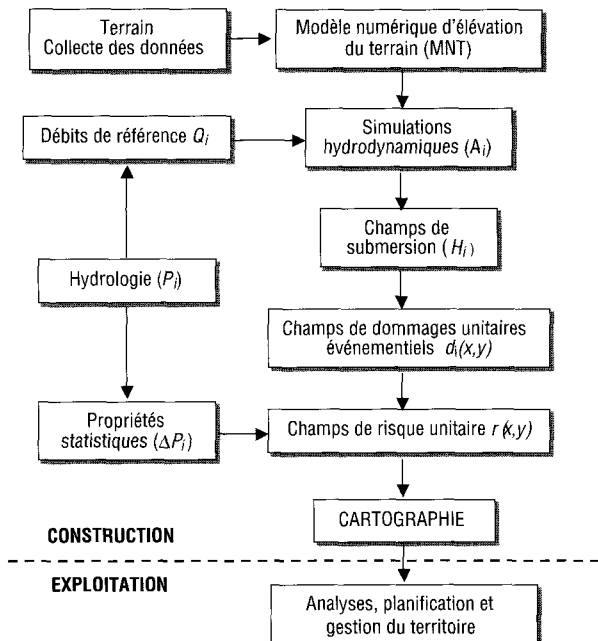 Terrain
Collecte des données
Modèle numérique d'élévation
du terrain (MNT)
Débits de référence Qi
Simulations
hydrodynamiques (Ai)
Champs de
submersion (Hi)
Hydrologie (Pi)
Champs de dommages unitaires
événementiels di(x,y)
Propriétés
statistiques (ΔPi)
Champs de risque unitaire r(x,y)
CARTOGRAPHIE
CONSTRUCTION
EXPLOITATION
Analyses, planification et
gestion du territoire